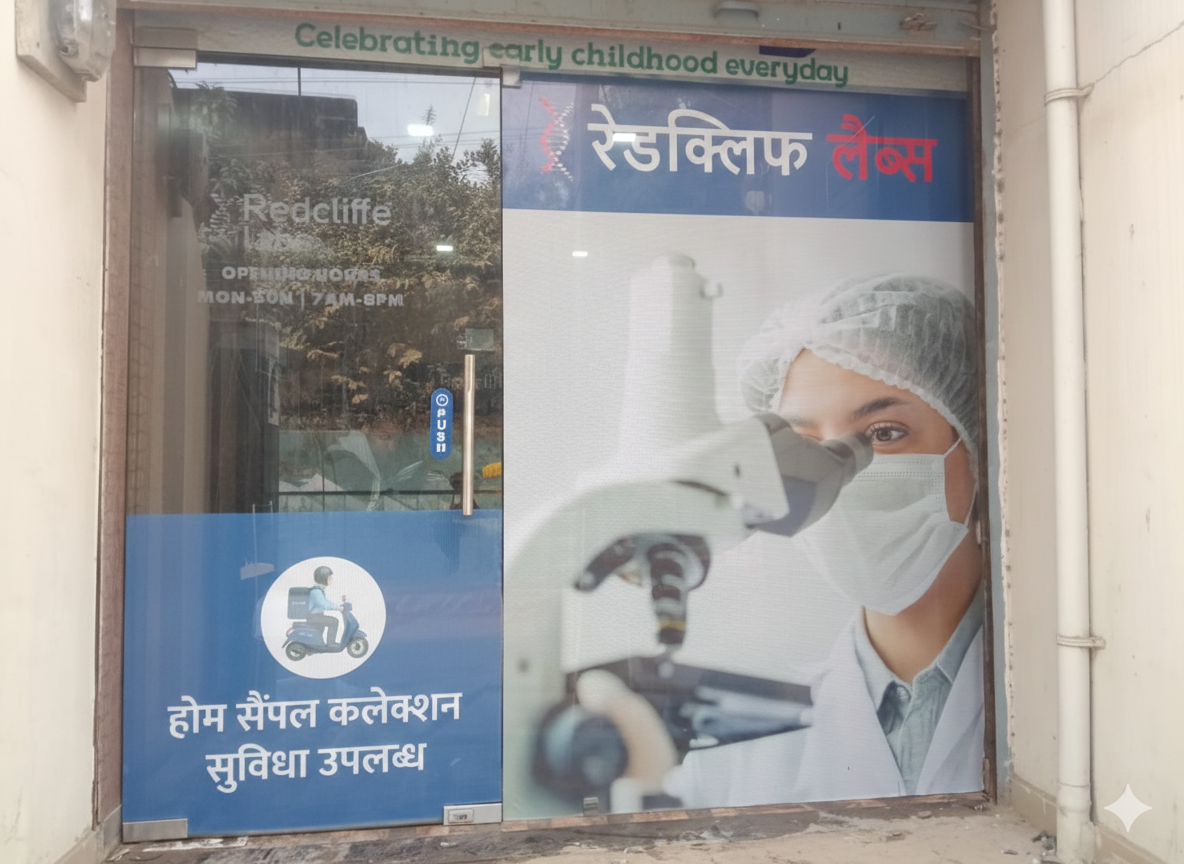 Celebrating early childhood everyday
रेडक्लिफ लैब्स
Redcliffe
Labs
OPENING HOURS
MON-SUN | 7AM-8PM
PUSH
होम सैंपल कलेक्शन
सुविधा उपलब्ध